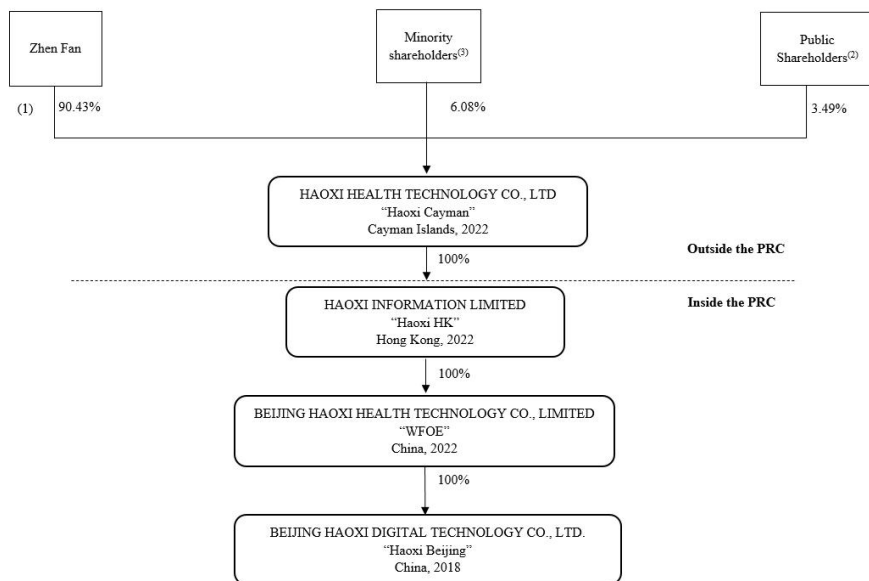 Zhen Fan
Minority
shareholders(3)
Public
Shareholders(2)
(1) 90.43%
6.08%
3.49%
HAOXI HEALTH TECHNOLOGY CO., LTD
“Haoxi Cayman”
Cayman Islands, 2022
Outside the PRC
100%
Inside the PRC
HAOXI INFORMATION LIMITED
“Haoxi HK”
Hong Kong, 2022
100%
BEIJING HAOXI HEALTH TECHNOLOGY CO., LIMITED
“WFOE”
China, 2022
100%
BEIJING HAOXI DIGITAL TECHNOLOGY CO., LTD.
“Haoxi Beijing”
China, 2018